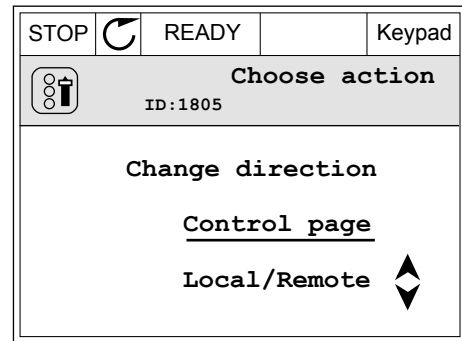 STOP READY Keypad
Choose action
ID:1805
Change direction
Control page
Local/Remote